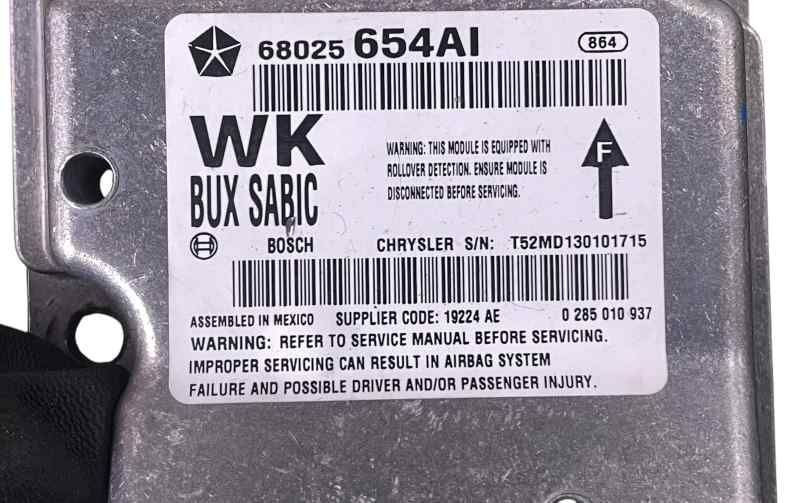 68025 654AI 864
WK
BUX SABIC
WARNING: THIS MODULE IS EQUIPPED WITH
ROLLOVER DETECTION. ENSURE MODULE IS
DISCONNECTED BEFORE SERVICING.
F
BOSCH CHRYSLER S/N: T52MD130101715
ASSEMBLED IN MEXICO SUPPLIER CODE: 19224 AE 0 285 010 937
WARNING: REFER TO SERVICE MANUAL BEFORE SERVICING.
IMPROPER SERVICING CAN RESULT IN AIRBAG SYSTEM
FAILURE AND POSSIBLE DRIVER AND/OR PASSENGER INJURY.